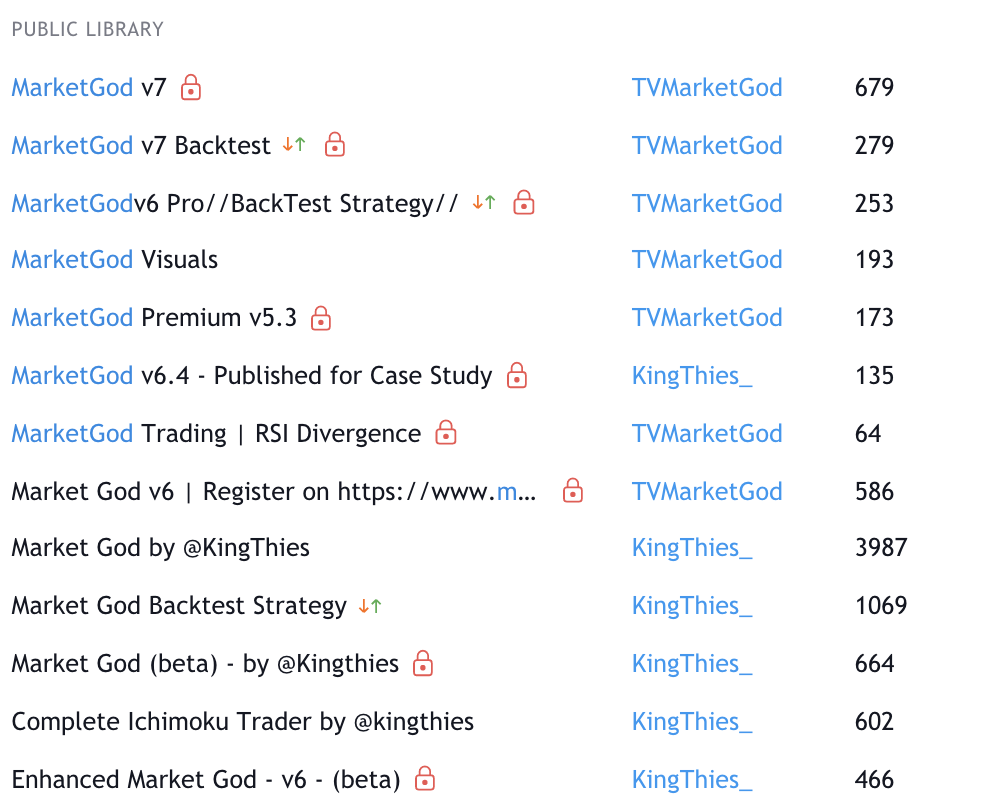 PUBLIC LIBRARY
MarketGod v7 TVMarketGod 679
MarketGod v7 Backtest TVMarketGod 279
MarketGodv6 Pro//BackTest Strategy// TVMarketGod 253
MarketGod Visuals TVMarketGod 193
MarketGod Premium v5.3 TVMarketGod 173
MarketGod v6.4 - Published for Case Study KingThies_ 135
MarketGod Trading | RSI Divergence TVMarketGod 64
Market God v6 | Register on https://www.m... TVMarketGod 586
Market God by @KingThies KingThies_ 3987
Market God Backtest Strategy KingThies_ 1069
Market God (beta) - by @Kingthies KingThies_ 664
Complete Ichimoku Trader by @kingthies KingThies_ 602
Enhanced Market God - v6 - (beta) KingThies_ 466